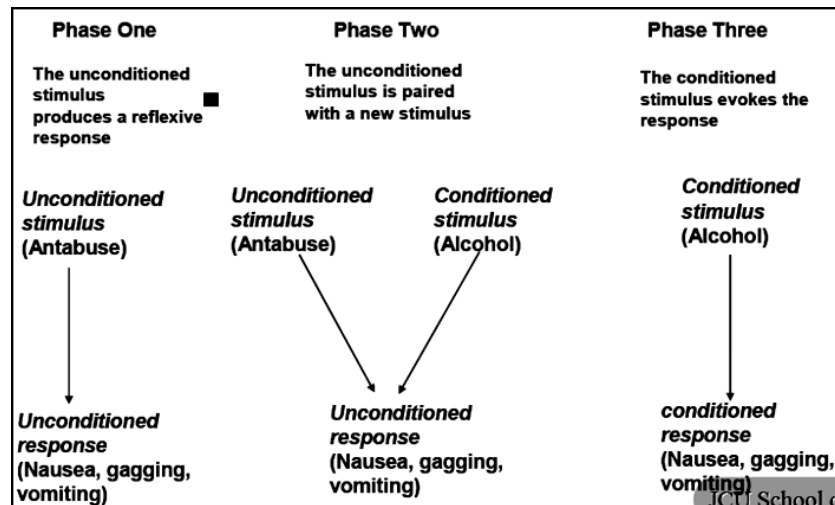 Phase One
The unconditioned
stimulus
produces a reflexive
response
Unconditioned
stimulus
(Antabuse)
Unconditioned
response
(Nausea, gagging,
vomiting)
Phase Two
The unconditioned
stimulus is paired
with a new stimulus
Unconditioned
stimulus
(Antabuse)
Conditioned
stimulus
(Alcohol)
Unconditioned
response
(Nausea, gagging,
vomiting)
Phase Three
The conditioned
stimulus evokes the
response
Conditioned
stimulus
(Alcohol)
conditioned
response
(Nausea, gagging,
vomiting)
JCU School